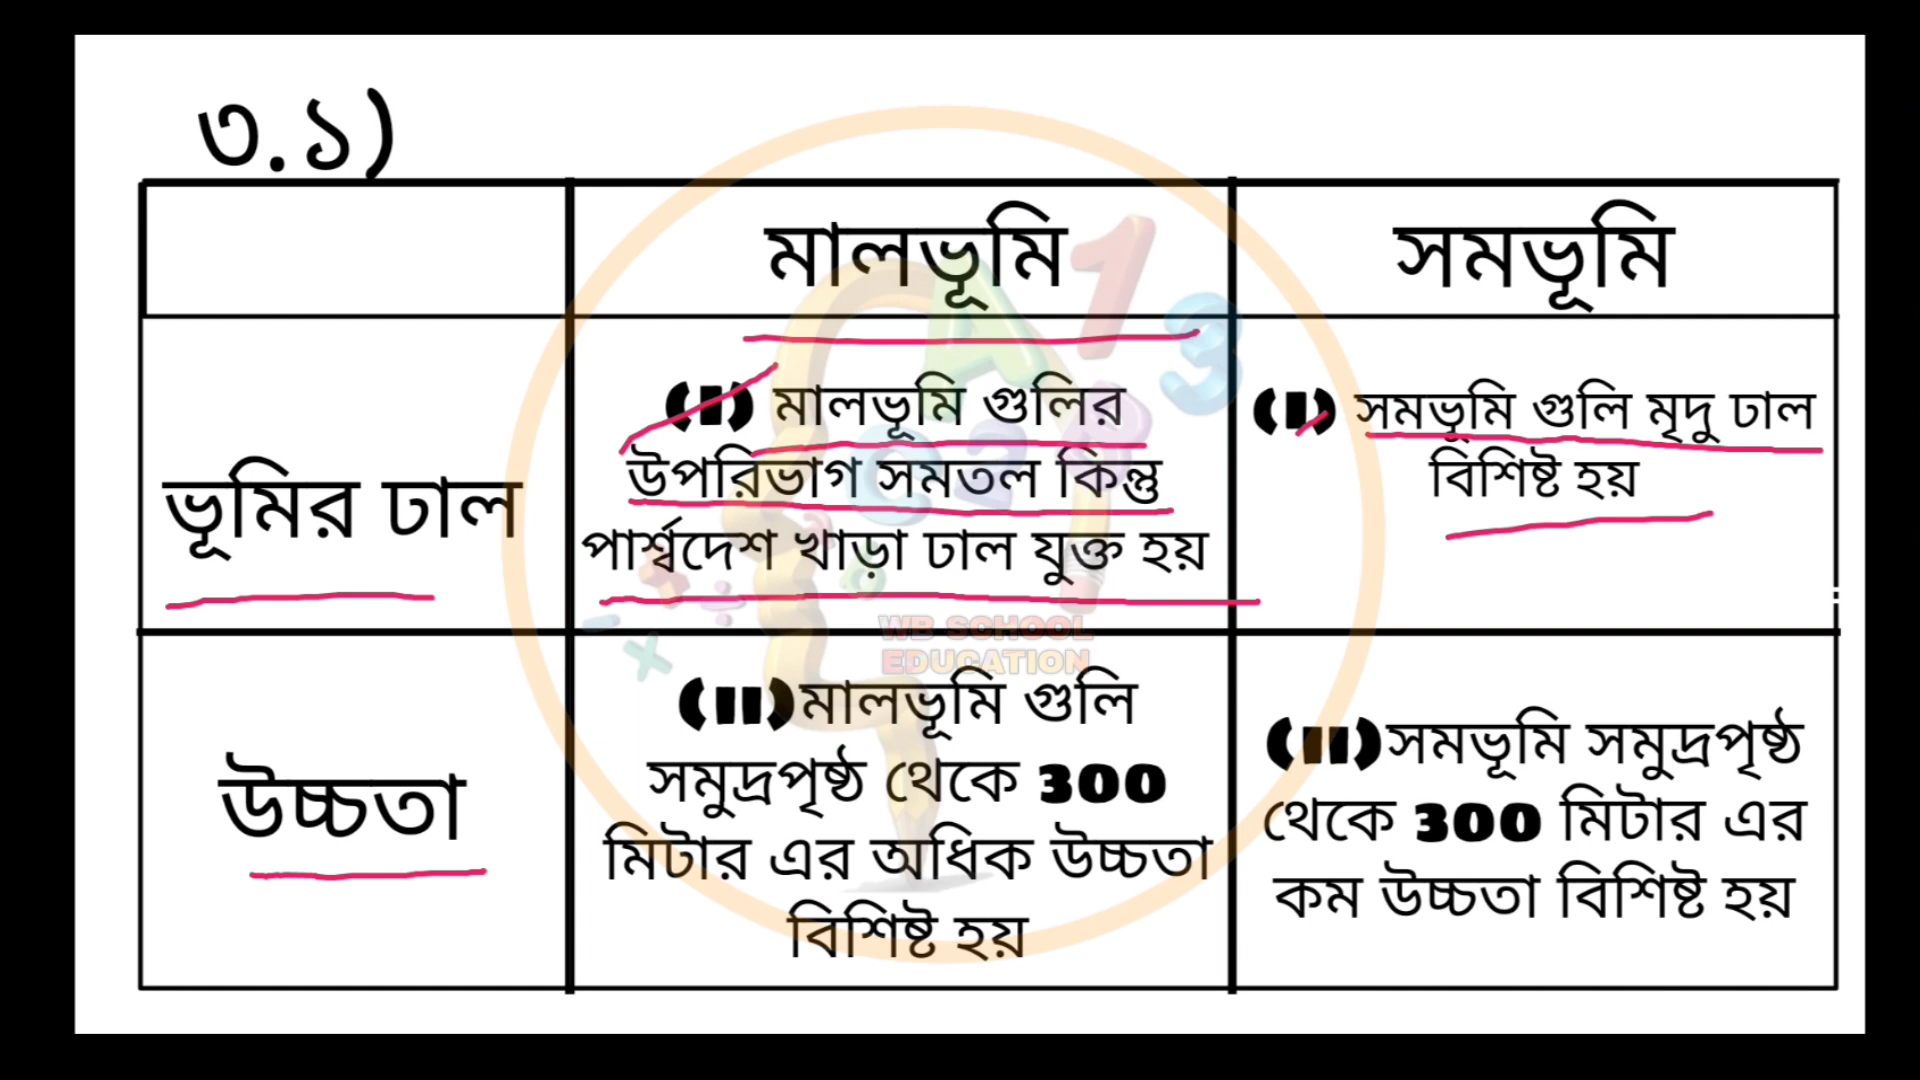 ৩.১)
মালভূমি
সমভূমি
ভূমির ঢাল
(I) মালভূমি গুলির
উপরিভাগ সমতল কিন্তু
পার্শ্বদেশ খাড়া ঢাল যুক্ত হয়
(I) সমভূমি গুলি মৃদু ঢাল
বিশিষ্ট হয়
উচ্চতা
(II)মালভূমি গুলি
সমুদ্রপৃষ্ঠ থেকে 300
মিটার এর অধিক উচ্চতা
বিশিষ্ট হয়
(II)সমভূমি সমুদ্রপৃষ্ঠ
থেকে 300 মিটার এর
কম উচ্চতা বিশিষ্ট হয়
WB SCHOOL
EDUCATION